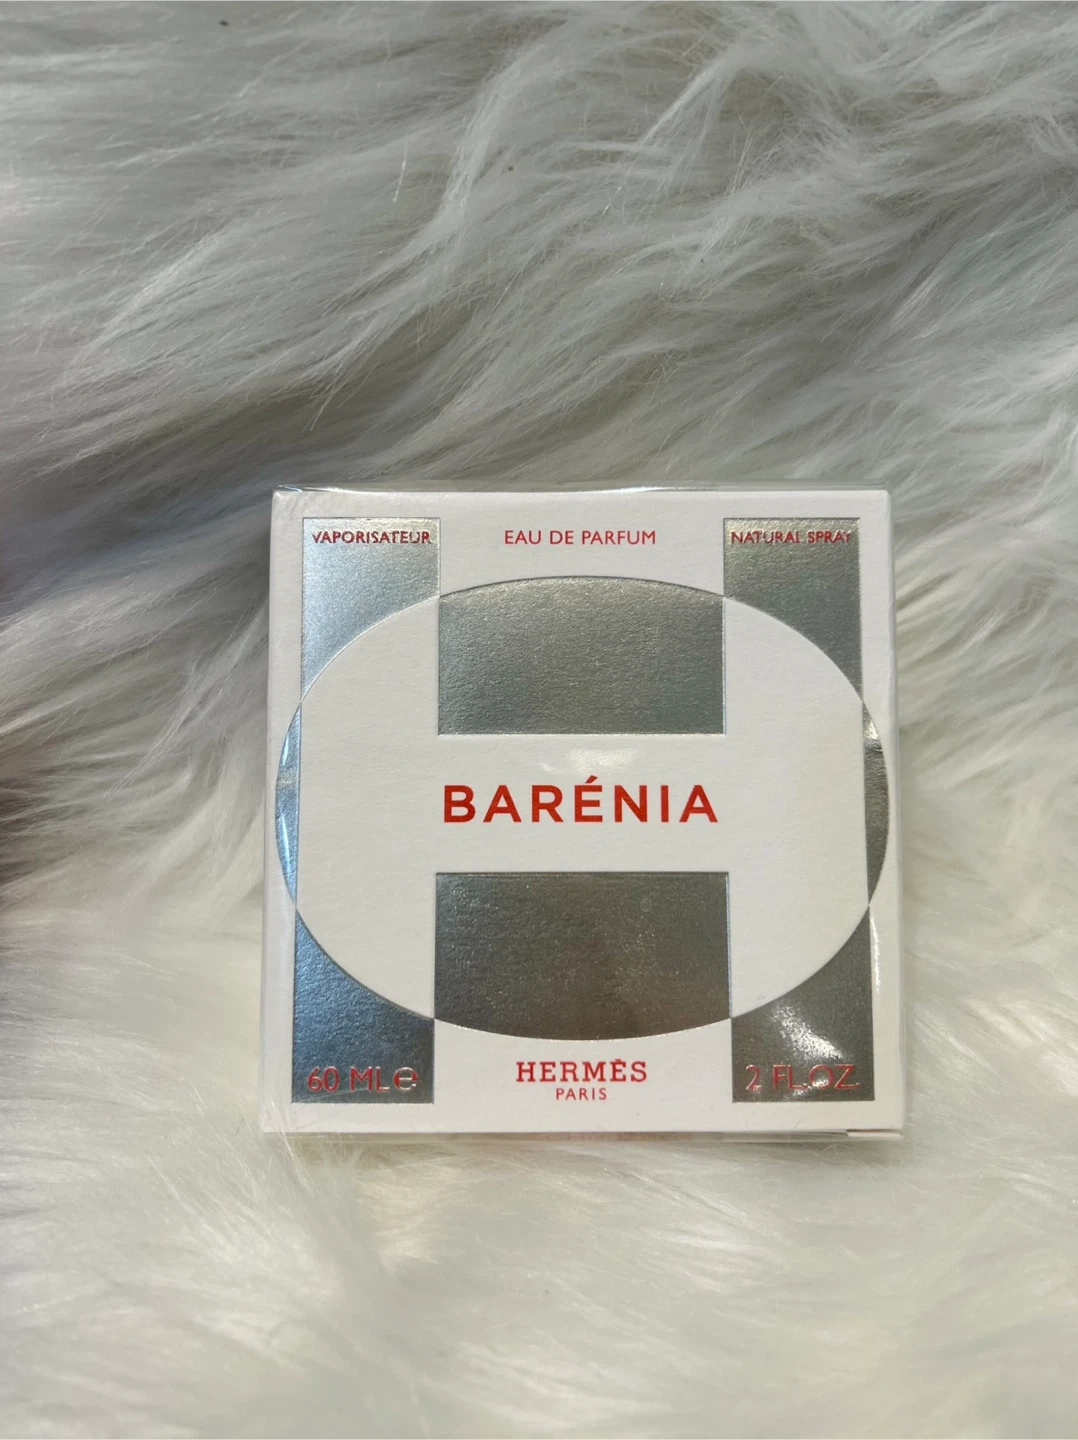 VAPORISATEUR EAU DE PARFUM NATURAL SPRAY
BARÉNIA
60 ML℮ HERMÈS 2 FL.OZ.
PARIS